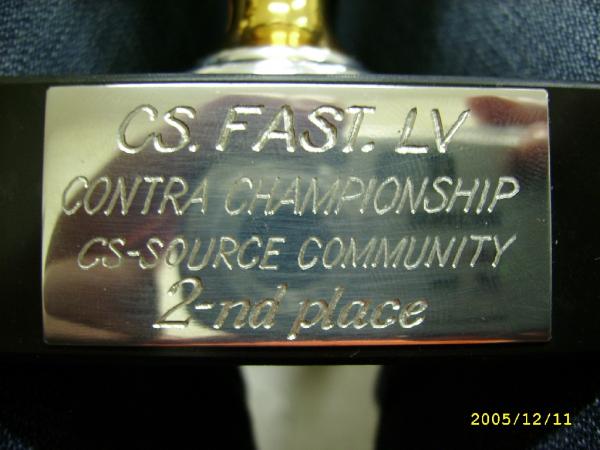 CS. FAST. LV
CONTRA CHAMPIONSHIP
CS-SOURCE COMMUNITY
2-nd place
2005/12/11